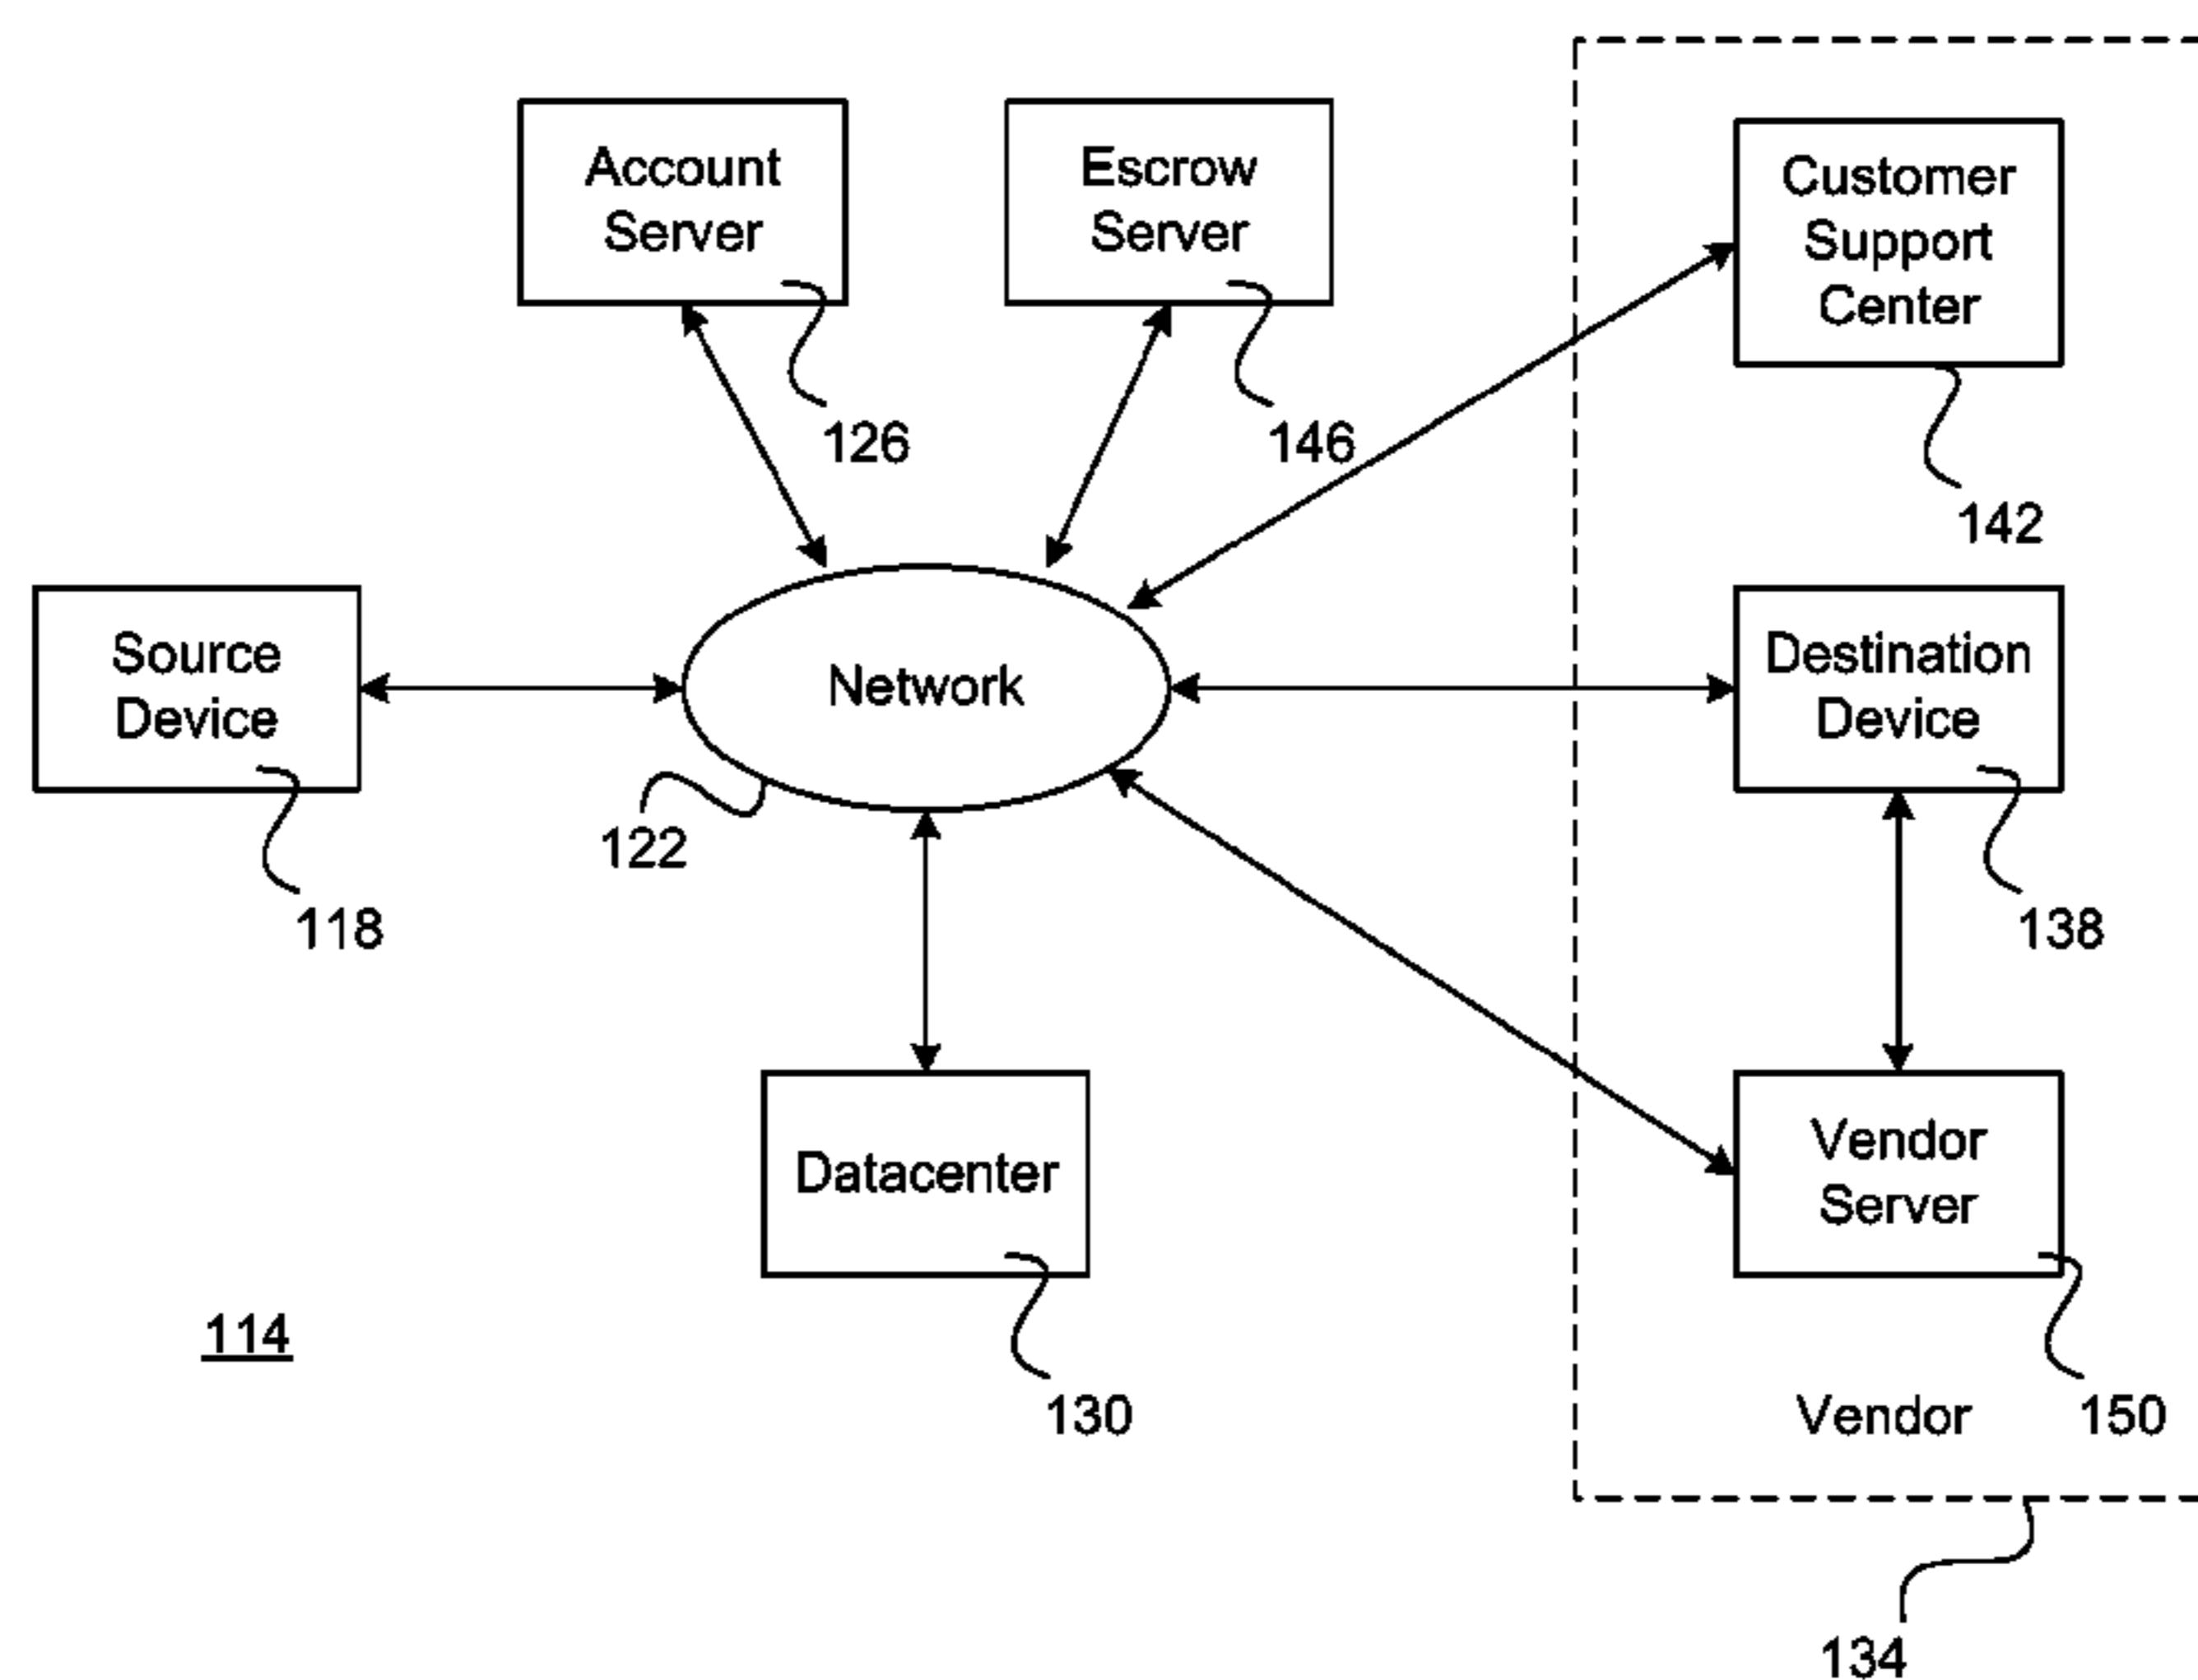 Account
Server
126
Escrow
Server
146
Customer
Support
Center
142
Source
Device
118
Network
122
Destination
Device
138
Datacenter
130
Vendor
Server
150
Vendor
134
114